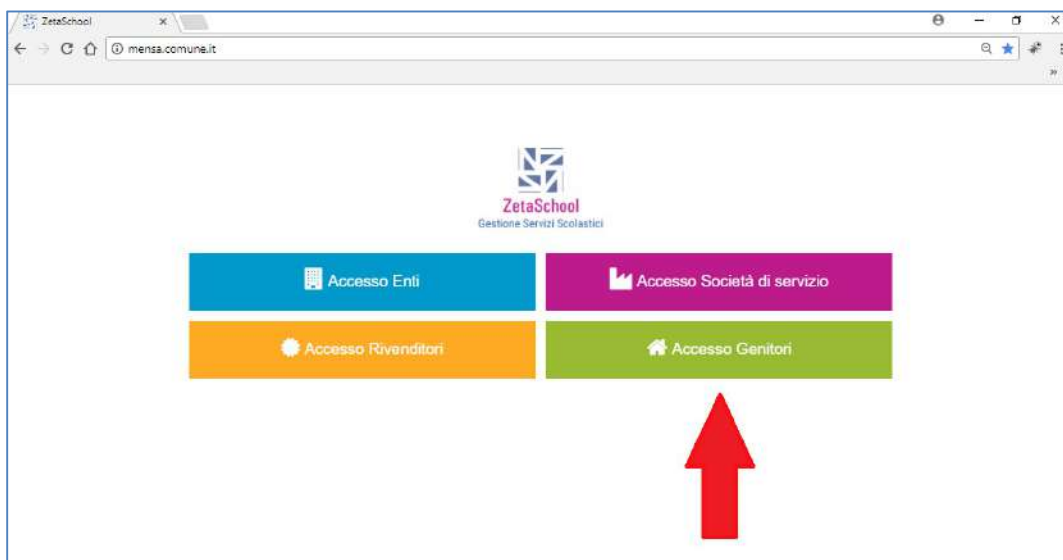 ZetaSchool
mensa.comune.it
ZetaSchool
Gestione Servizi Scolastici
Accesso Enti
Accesso Società di servizio
Accesso Rivenditori
Accesso Genitori